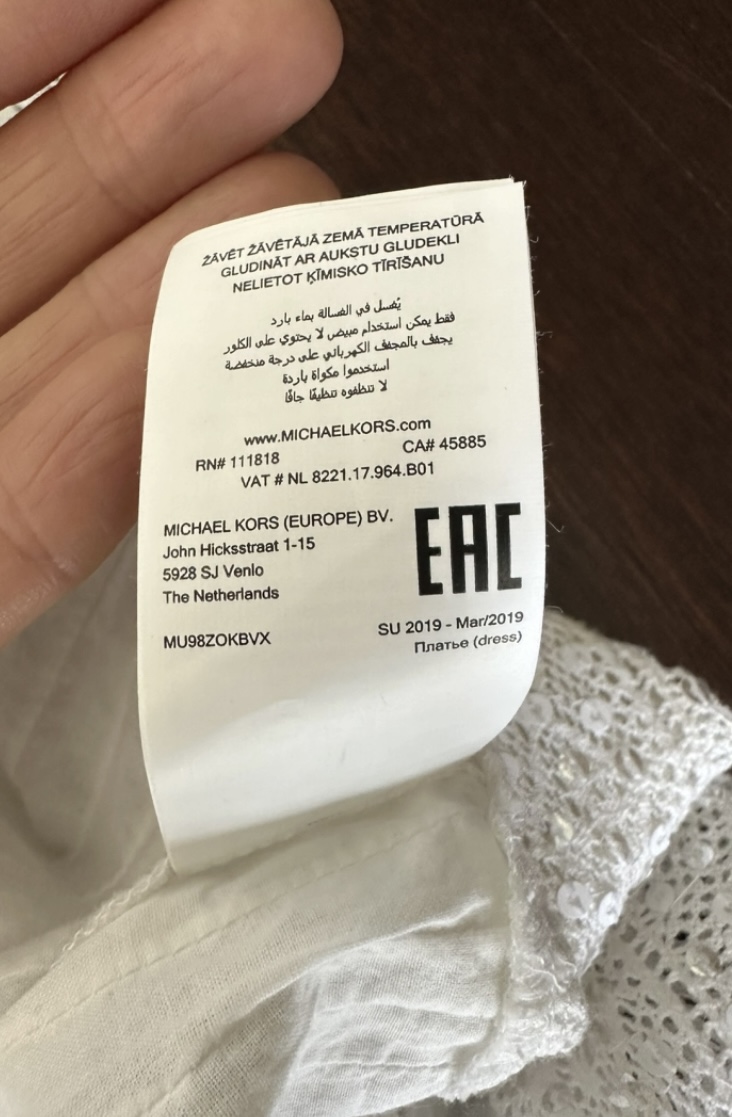 ŽĀVĒT ŽĀVĒTĀJĀ ZEMĀ TEMPERATŪRĀ
GLUDINĀT AR AUKSTU GLUDEKLI
NELIETOT ĶĪMISKO TĪRĪŠANU
يُغسل في الغسالة بماء بارد
فقط يمكن استخدام مبيض لا يحتوي على الكلور
يجفف بالمجفف الكهربائي على درجة منخفضة
استخدموا مكواة باردة
لا تنظفوه تنظيفًا جافًا
www.MICHAELKORS.com
RN# 111818 CA# 45885
VAT # NL 8221.17.964.B01
MICHAEL KORS (EUROPE) BV.
John Hicksstraat 1-15
5928 SJ Venlo
The Netherlands
EAC
MU98ZOKBVX
SU 2019 - Mar/2019
Платье (dress)